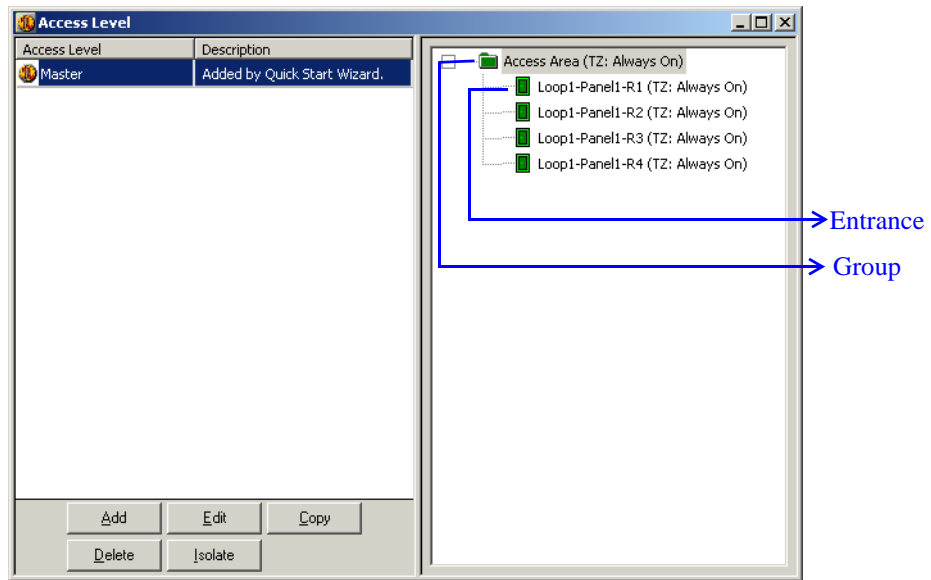 Access Level
Access Level Description
Master Added by Quick Start Wizard.
Access Area (TZ: Always On)
Loop1-Panel1-R1 (TZ: Always On)
Loop1-Panel1-R2 (TZ: Always On)
Loop1-Panel1-R3 (TZ: Always On)
Loop1-Panel1-R4 (TZ: Always On)
Entrance
Group
Add Edit Copy
Delete Isolate